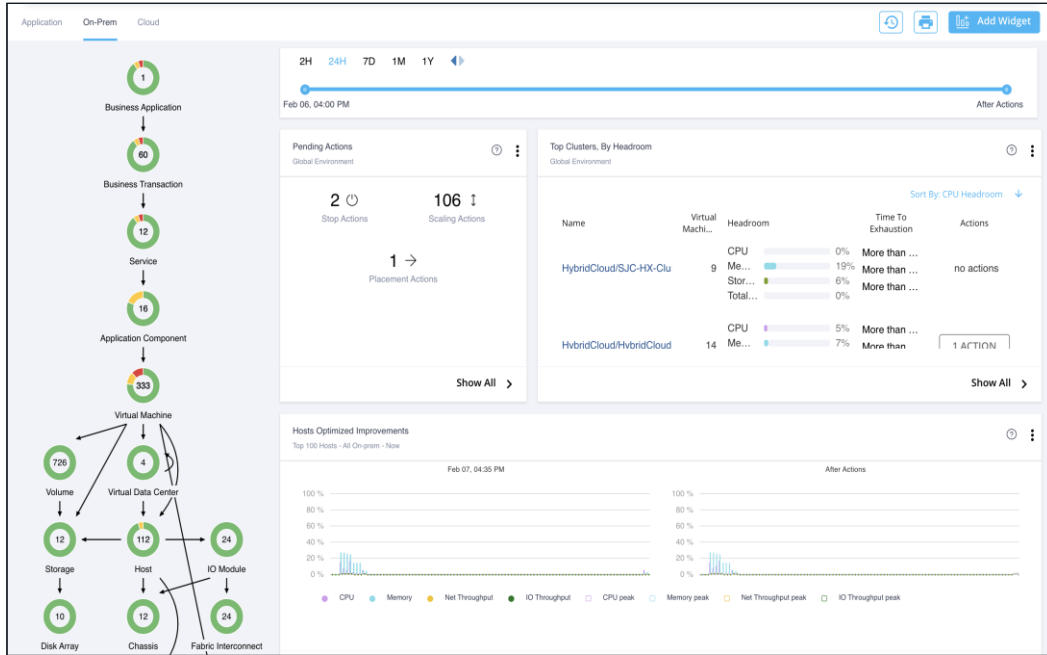 Application On-Prem Cloud
Add Widget
1
Business Application
60
Business Transaction
12
Service
16
Application Component
333
Virtual Machine
726 4
Volume Virtual Data Center
12 112 24
Storage Host IO Module
10 12 24
Disk Array Chassis Fabric Interconnect
2H 24H 7D 1M 1Y
Feb 06, 04:00 PM After Actions
Pending Actions
Global Environment
2 106
Stop Actions Scaling Actions
1
Placement Actions
Show All
Top Clusters, By Headroom
Global Environment
Sort By: CPU Headroom
Name Virtual Machi... Headroom Time To Exhaustion Actions
CPU 0% More than ...
HybridCloud/SJC-HX-Clu 9 Me... 19% More than ... no actions
Stor... 6% More than ...
Total... 0%
CPU 5% More than ...
HybridCloud/HybridCloud 14 Me... 7% More than 1 ACTION
Show All
Hosts Optimized Improvements
Top 100 Hosts - All On-prem - Now
Feb 07, 04:35 PM After Actions
100 % 100 %
80 % 80 %
60 % 60 %
40 % 40 %
20 % 20 %
0 % 0 %
CPU Memory Net Throughput IO Throughput CPU peak Memory peak Net Throughput peak IO Throughput peak